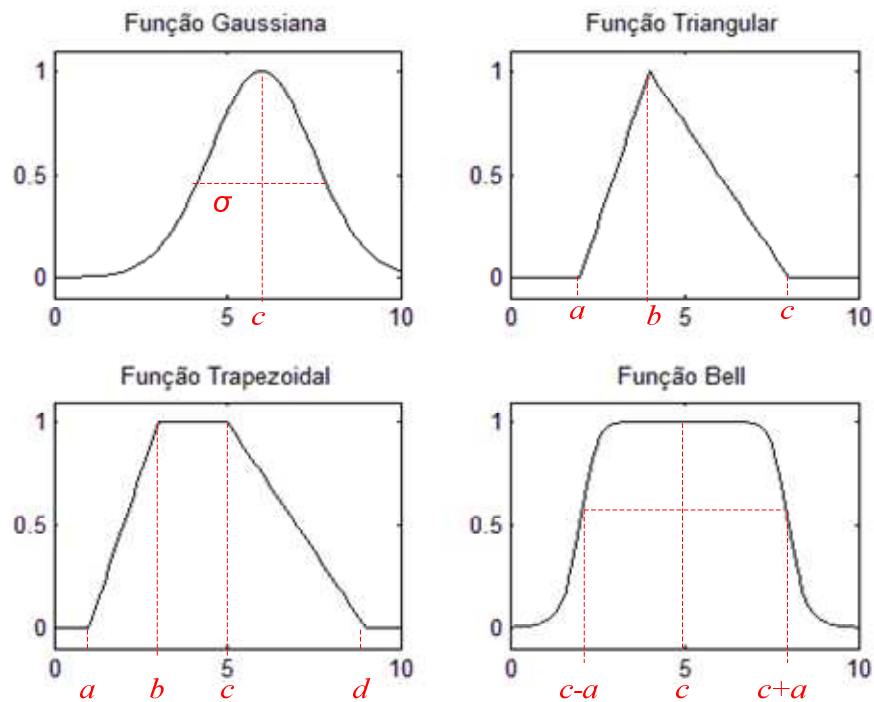 Função Gaussiana
1
0.5
0
σ
0 5 10
c
Função Triangular
1
0.5
0
0 5 10
a b c
Função Trapezoidal
1
0.5
0
0 5 10
a b c d
Função Bell
1
0.5
0
0 5 10
c-a c c+a